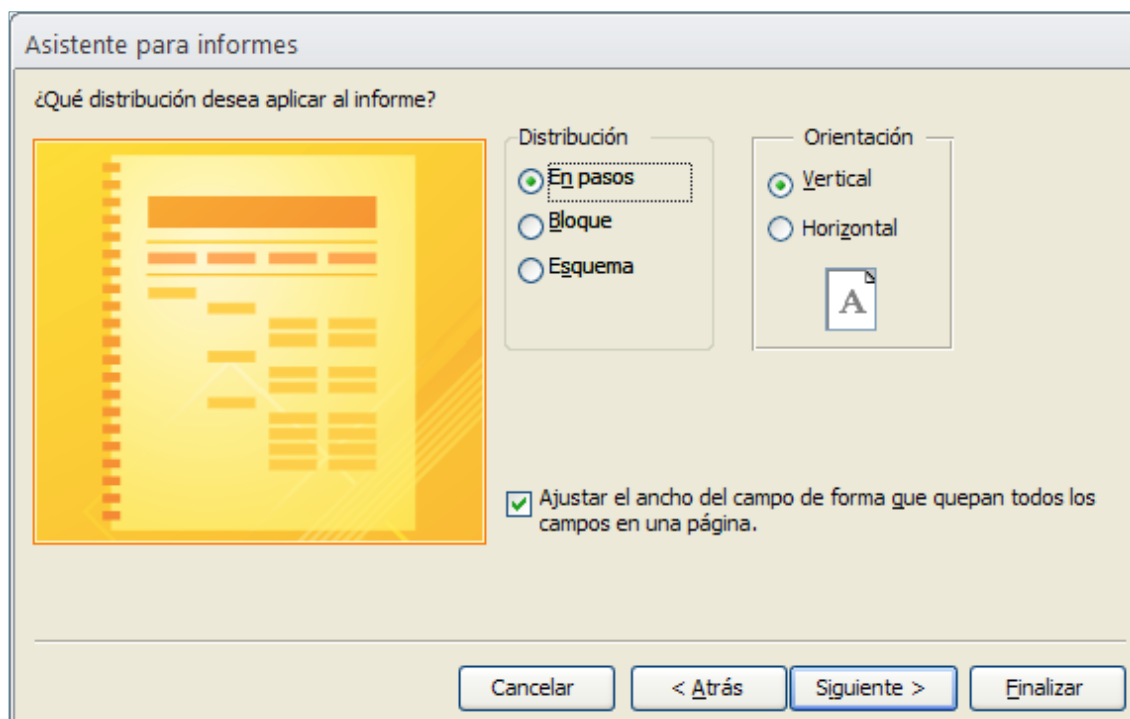 Asistente para informes
¿Qué distribución desea aplicar al informe?
Distribución
En pasos
Bloque
Esquema
Orientación
Vertical
Horizontal
A
Ajustar el ancho del campo de forma que quepan todos los
campos en una página.
Cancelar
< Atrás
Siguiente >
Finalizar